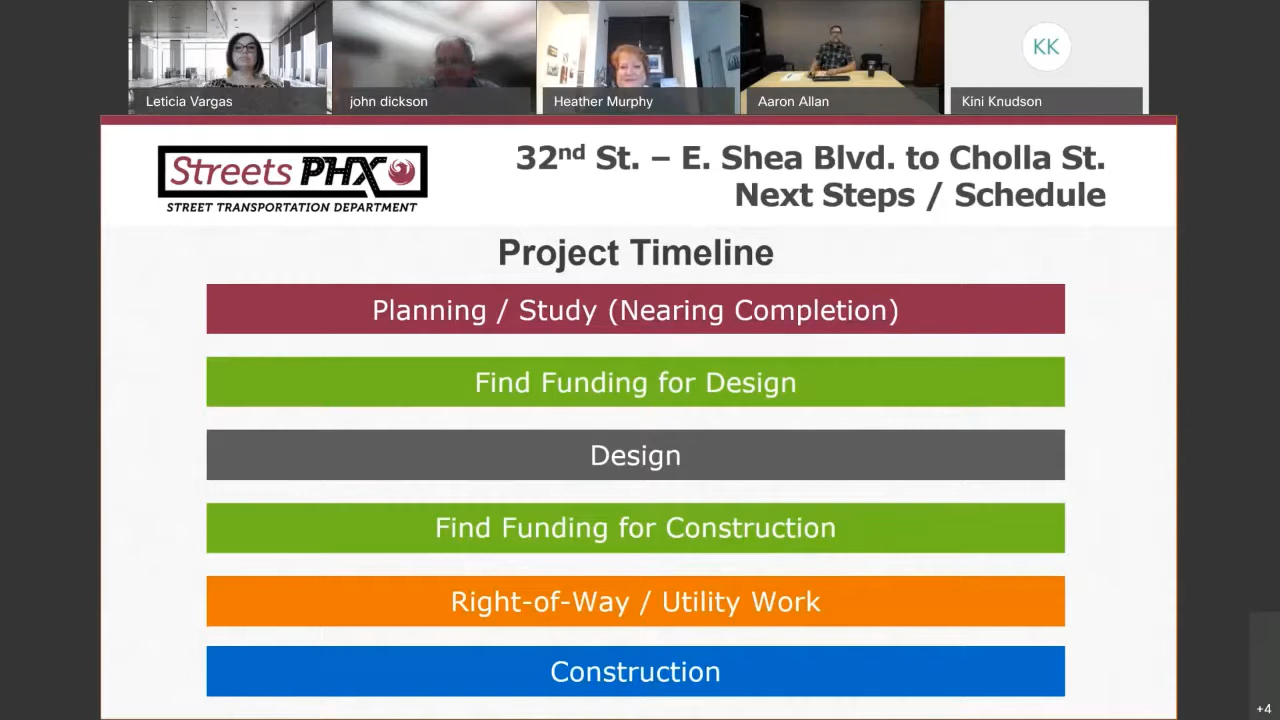 KK
Leticia Vargas
john dickson
Heather Murphy
Aaron Allan
Kini Knudson
Streets PHX
STREET TRANSPORTATION DEPARTMENT
32nd St. – E. Shea Blvd. to Cholla St.
Next Steps / Schedule
Project Timeline
Planning / Study (Nearing Completion)
Find Funding for Design
Design
Find Funding for Construction
Right-of-Way / Utility Work
Construction
+4